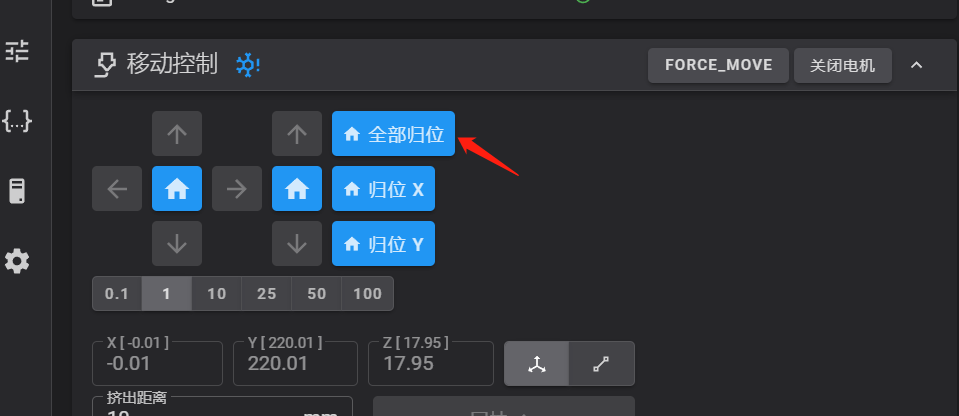 {...}
移动控制
FORCE_MOVE
关闭电机
全部归位
归位 X
归位 Y
0.1 1 10 25 50 100
X [ -0.01 ] Y [ 220.01 ] Z [ 17.95 ]
-0.01 220.01 17.95
挤出距离